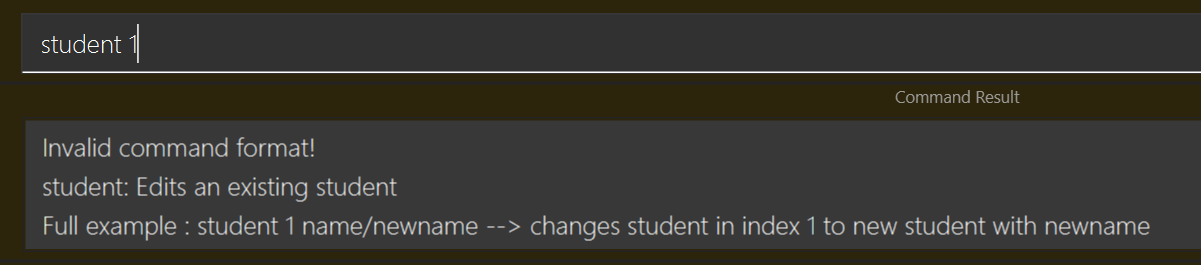 student 1
Command Result
Invalid command format!
student: Edits an existing student
Full example : student 1 name/newname --> changes student in index 1 to new student with newname